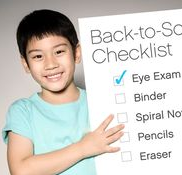 Back-to-Sc
Checklist
Eye Exam
Binder
Spiral No
Pencils
Eraser